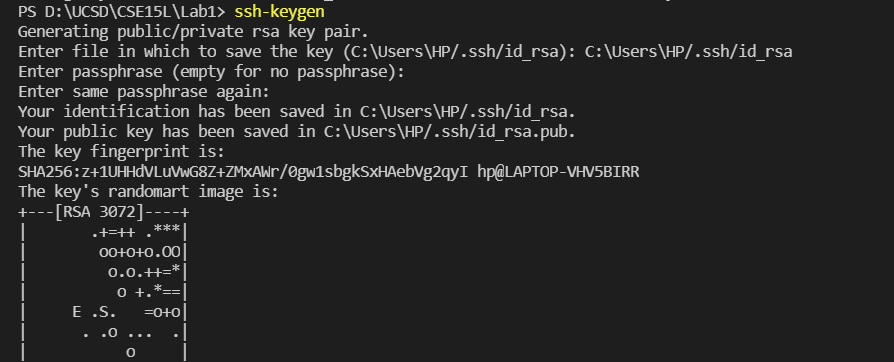 PS D:\UCSD\CSE15L\Lab1> ssh-keygen
Generating public/private rsa key pair.
Enter file in which to save the key (C:\Users\HP/.ssh/id_rsa): C:\Users\HP/.ssh/id_rsa
Enter passphrase (empty for no passphrase):
Enter same passphrase again:
Your identification has been saved in C:\Users\HP/.ssh/id_rsa.
Your public key has been saved in C:\Users\HP/.ssh/id_rsa.pub.
The key fingerprint is:
SHA256:z+1UHHdVLuVwG8Z+ZMxAWr/0gw1sbgkSxHAebVg2qyI hp@LAPTOP-VHV5BIRR
The key's randomart image is:
+---[RSA 3072]----+
|       .+=++ .***|
|        oo+o+o.OO|
|         o.o.++=*|
|          o +.*==|
|     E .S.   =o+o|
|      . .o ...  .|
|           o     |